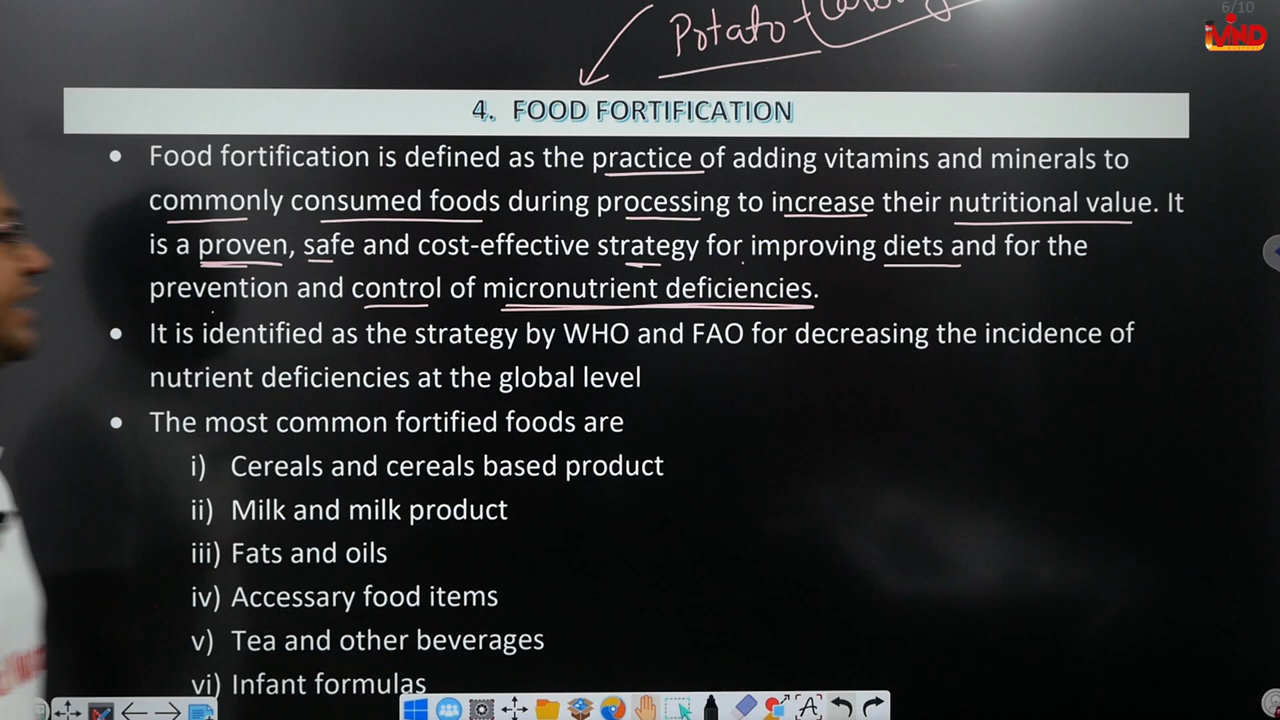 6/10
Potato
4. FOOD FORTIFICATION
• Food fortification is defined as the practice of adding vitamins and minerals to
commonly consumed foods during processing to increase their nutritional value. It
is a proven, safe and cost-effective strategy for improving diets and for the
prevention and control of micronutrient deficiencies.
• It is identified as the strategy by WHO and FAO for decreasing the incidence of
nutrient deficiencies at the global level
• The most common fortified foods are
i) Cereals and cereals based product
ii) Milk and milk product
iii) Fats and oils
iv) Accessary food items
v) Tea and other beverages
vi) Infant formulas